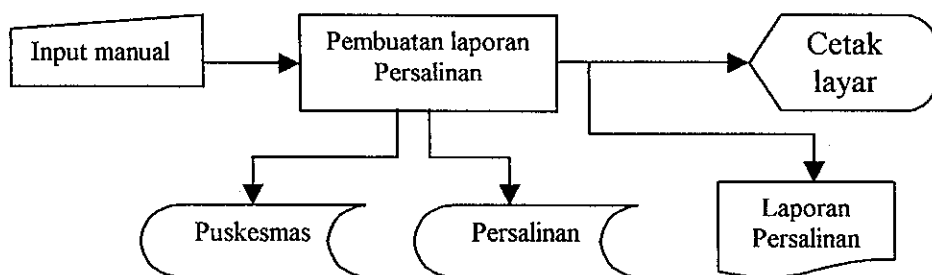 Input manual
Pembuatan laporan
Persalinan
Cetak
layar
Puskesmas
Persalinan
Laporan
Persalinan